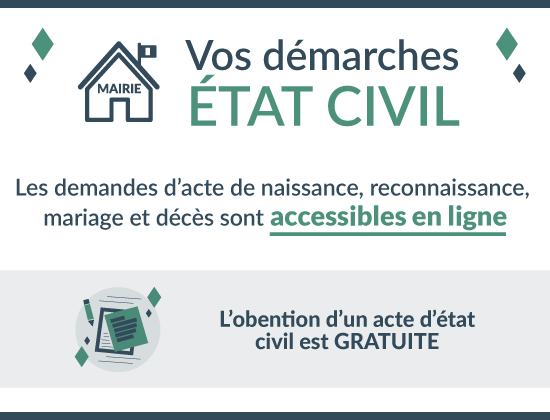 MAIRIE
Vos démarches
ÉTAT CIVIL
Les demandes d'acte de naissance, reconnaissance,
mariage et décès sont accessibles en ligne
L'obention d'un acte d'état
civil est GRATUITE